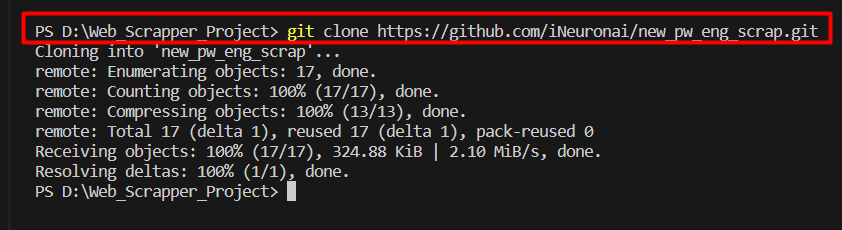 PS D:\Web_Scrapper_Project> git clone https://github.com/iNeuronai/new_pw_eng_scrap.git
Cloning into 'new_pw_eng_scrap'...
remote: Enumerating objects: 17, done.
remote: Counting objects: 100% (17/17), done.
remote: Compressing objects: 100% (13/13), done.
remote: Total 17 (delta 1), reused 17 (delta 1), pack-reused 0
Receiving objects: 100% (17/17), 324.88 KiB | 2.10 MiB/s, done.
Resolving deltas: 100% (1/1), done.
PS D:\Web_Scrapper_Project>